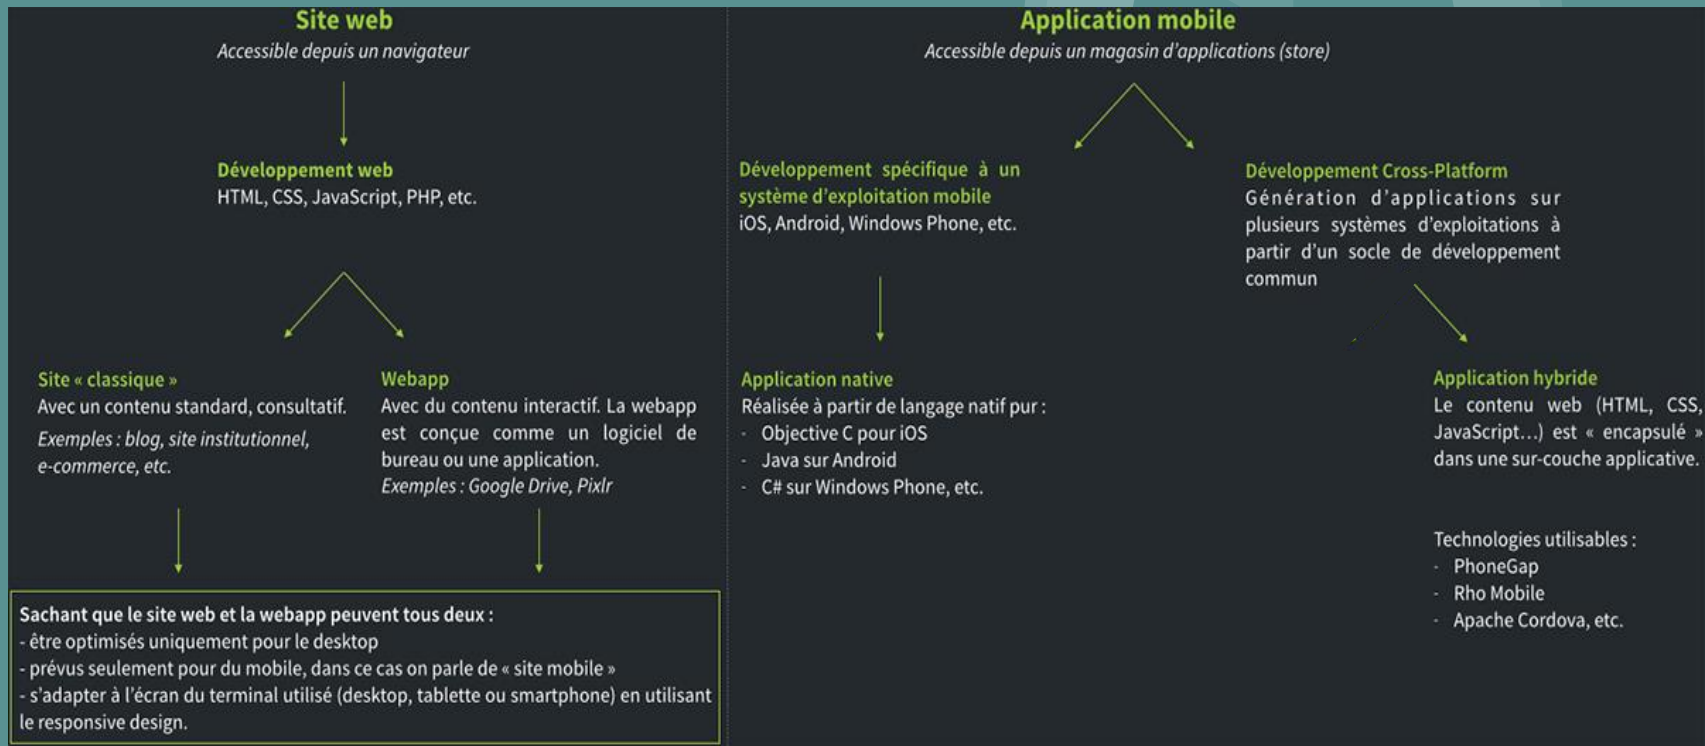 Site web
Accessible depuis un navigateur
Développement web
HTML, CSS, JavaScript, PHP, etc.
Site « classique »
Avec un contenu standard, consultatif.
Exemples : blog, site institutionnel,
e-commerce, etc.
Webapp
Avec du contenu interactif. La webapp
est conçue comme un logiciel de
bureau ou une application.
Exemples : Google Drive, Pixlr
Sachant que le site web et la webapp peuvent tous deux :
- être optimisés uniquement pour le desktop
- prévus seulement pour du mobile, dans ce cas on parle de « site mobile »
- s'adapter à l'écran du terminal utilisé (desktop, tablette ou smartphone) en utilisant
le responsive design.
Application mobile
Accessible depuis un magasin d'applications (store)
Développement spécifique à un
système d'exploitation mobile
iOS, Android, Windows Phone, etc.
Application native
Réalisée à partir de langage natif pur :
- Objective C pour iOS
- Java sur Android
- C# sur Windows Phone, etc.
Développement Cross-Platform
Génération d'applications sur
plusieurs systèmes d'exploitations à
partir d'un socle de développement
commun
Application hybride
Le contenu web (HTML, CSS,
JavaScript...) est « encapsulé »
dans une sur-couche applicative.
Technologies utilisables :
- PhoneGap
- Rho Mobile
- Apache Cordova, etc.